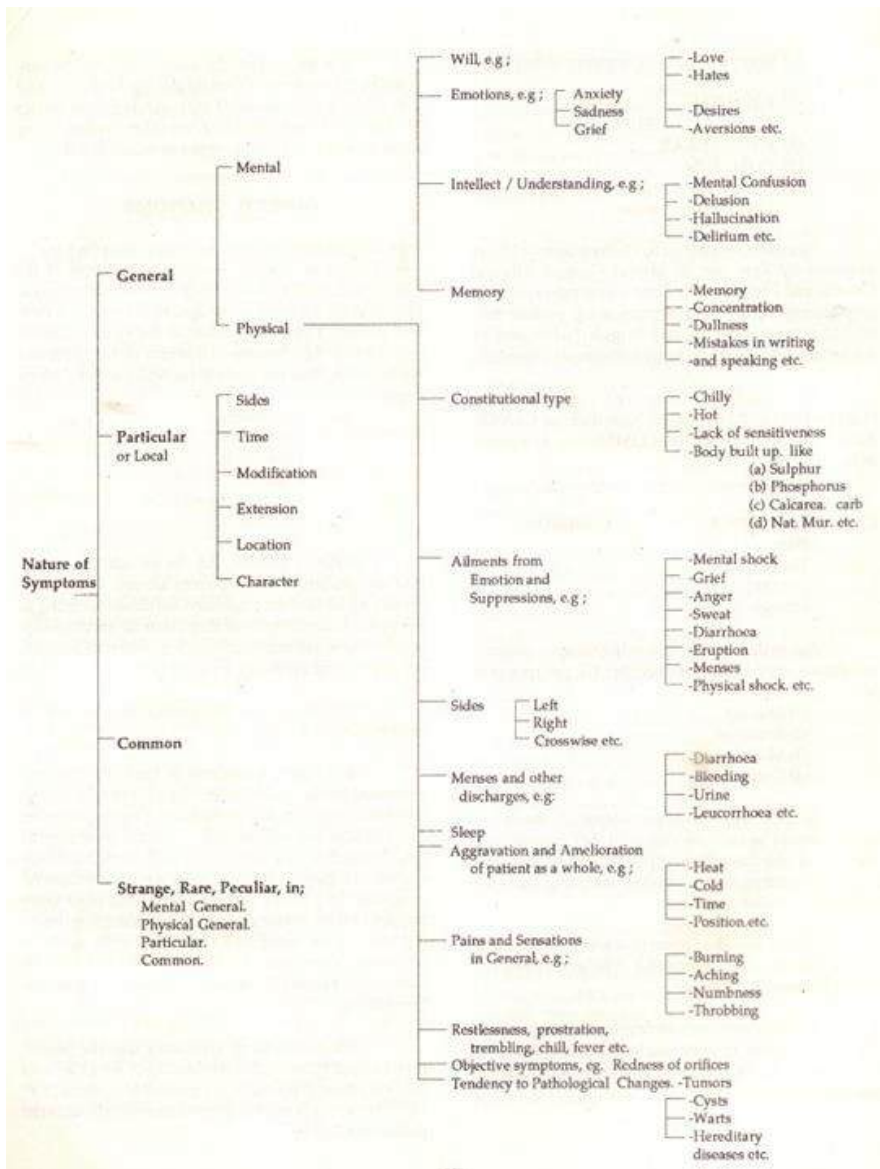 Nature of
Symptoms
General
Mental
Physical
Particular
or Local
Sides
Time
Modification
Extension
Location
Character
Common
Strange, Rare, Peculiar, in;
Mental General.
Physical General.
Particular.
Common.
Will, e.g ;
-Love
-Hates
-Desires
-Aversions etc.
Emotions, e.g ;
Anxiety
Sadness
Grief
Intellect / Understanding, e.g ;
-Mental Confusion
-Delusion
-Hallucination
-Delirium etc.
Memory
-Memory
-Concentration
-Dullness
-Mistakes in writing
-and speaking etc.
Constitutional type
-Chilly
-Hot
-Lack of sensitiveness
-Body built up. like
(a) Sulphur
(b) Phosphorus
(c) Calcarea. carb
(d) Nat. Mur. etc.
Ailments from
Emotion and
Suppressions, e.g ;
-Mental shock
-Grief
-Anger
-Sweat
-Diarrhoea
-Eruption
-Menses
-Physical shock. etc.
Sides
Left
Right
Crosswise etc.
Menses and other
discharges, e.g:
-Diarrhoea
-Bleeding
-Urine
-Leucorrhoea etc.
Sleep
Aggravation and Amelioration
of patient as a whole, e.g ;
-Heat
-Cold
-Time
-Position.etc.
Pains and Sensations
in General, e.g ;
-Burning
-Aching
-Numbness
-Throbbing
Restlessness, prostration,
trembling, chill, fever etc.
Objective symptoms, eg. Redness of orifices
Tendency to Pathological Changes. -Tumors
-Cysts
-Warts
-Hereditary
diseases etc.